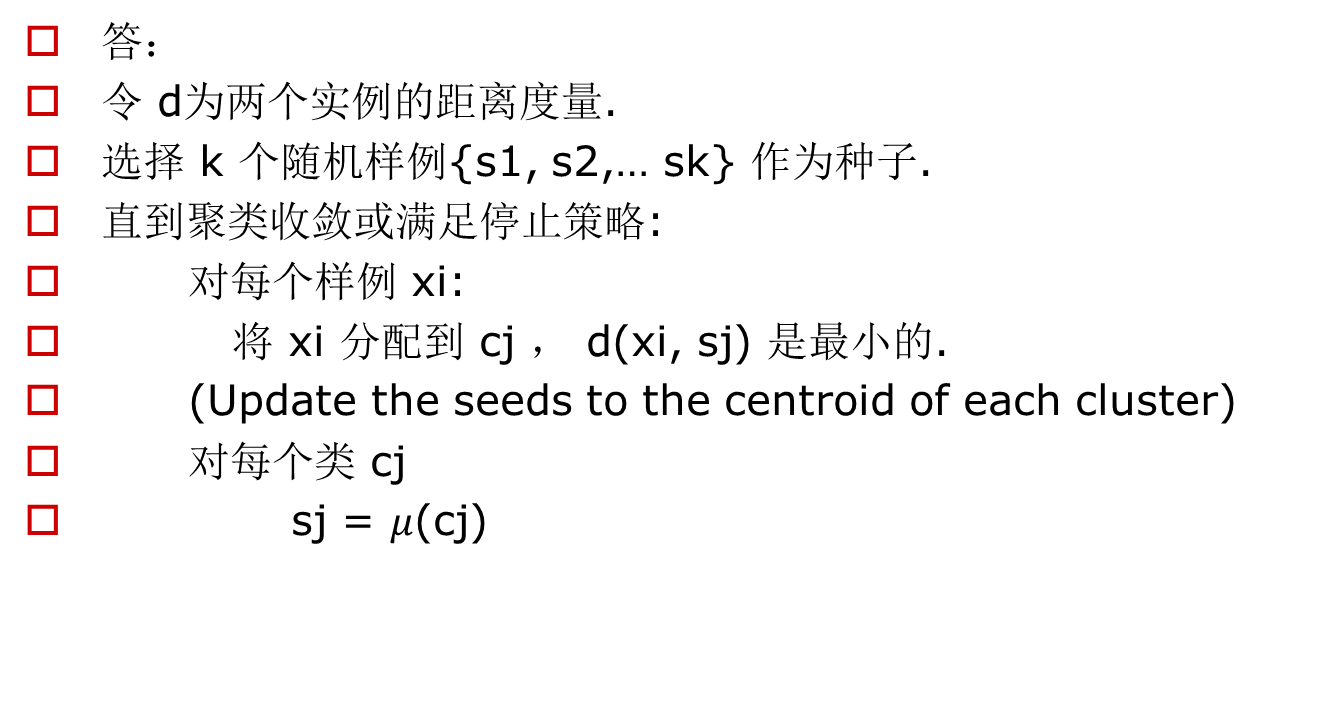 答：
令 d为两个实例的距离度量.
选择 k 个随机样例{s1, s2,… sk} 作为种子.
直到聚类收敛或满足停止策略:
对每个样例 xi:
将 xi 分配到 cj ， d(xi, sj) 是最小的.
(Update the seeds to the centroid of each cluster)
对每个类 cj
sj = μ(cj)